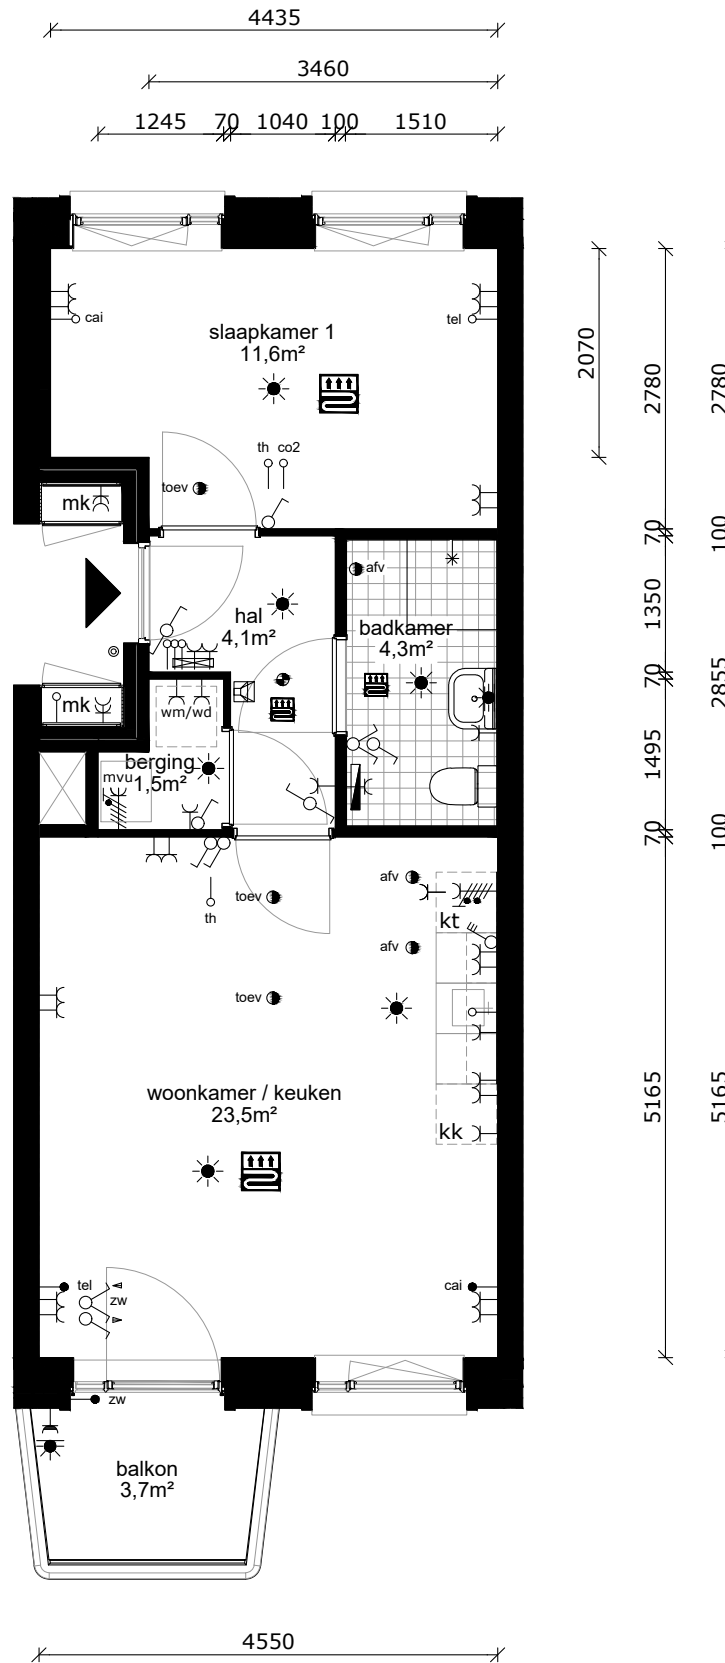 4435
3460
1245 70 1040 100 1510
cai
tel
slaapkamer 1
11,6m²
2070
2780
2780
th co2
toev
mk
70
100
afv
hal
4,1m²
badkamer
4,3m²
1350
70
2855
mk
wm/wd
berging
1,5m²
mvu
1495
70
100
afv
toev
th
kt
afv
toev
woonkamer / keuken
23,5m²
5165
5165
kk
tel
zw
cai
zw
balkon
3,7m²
4550